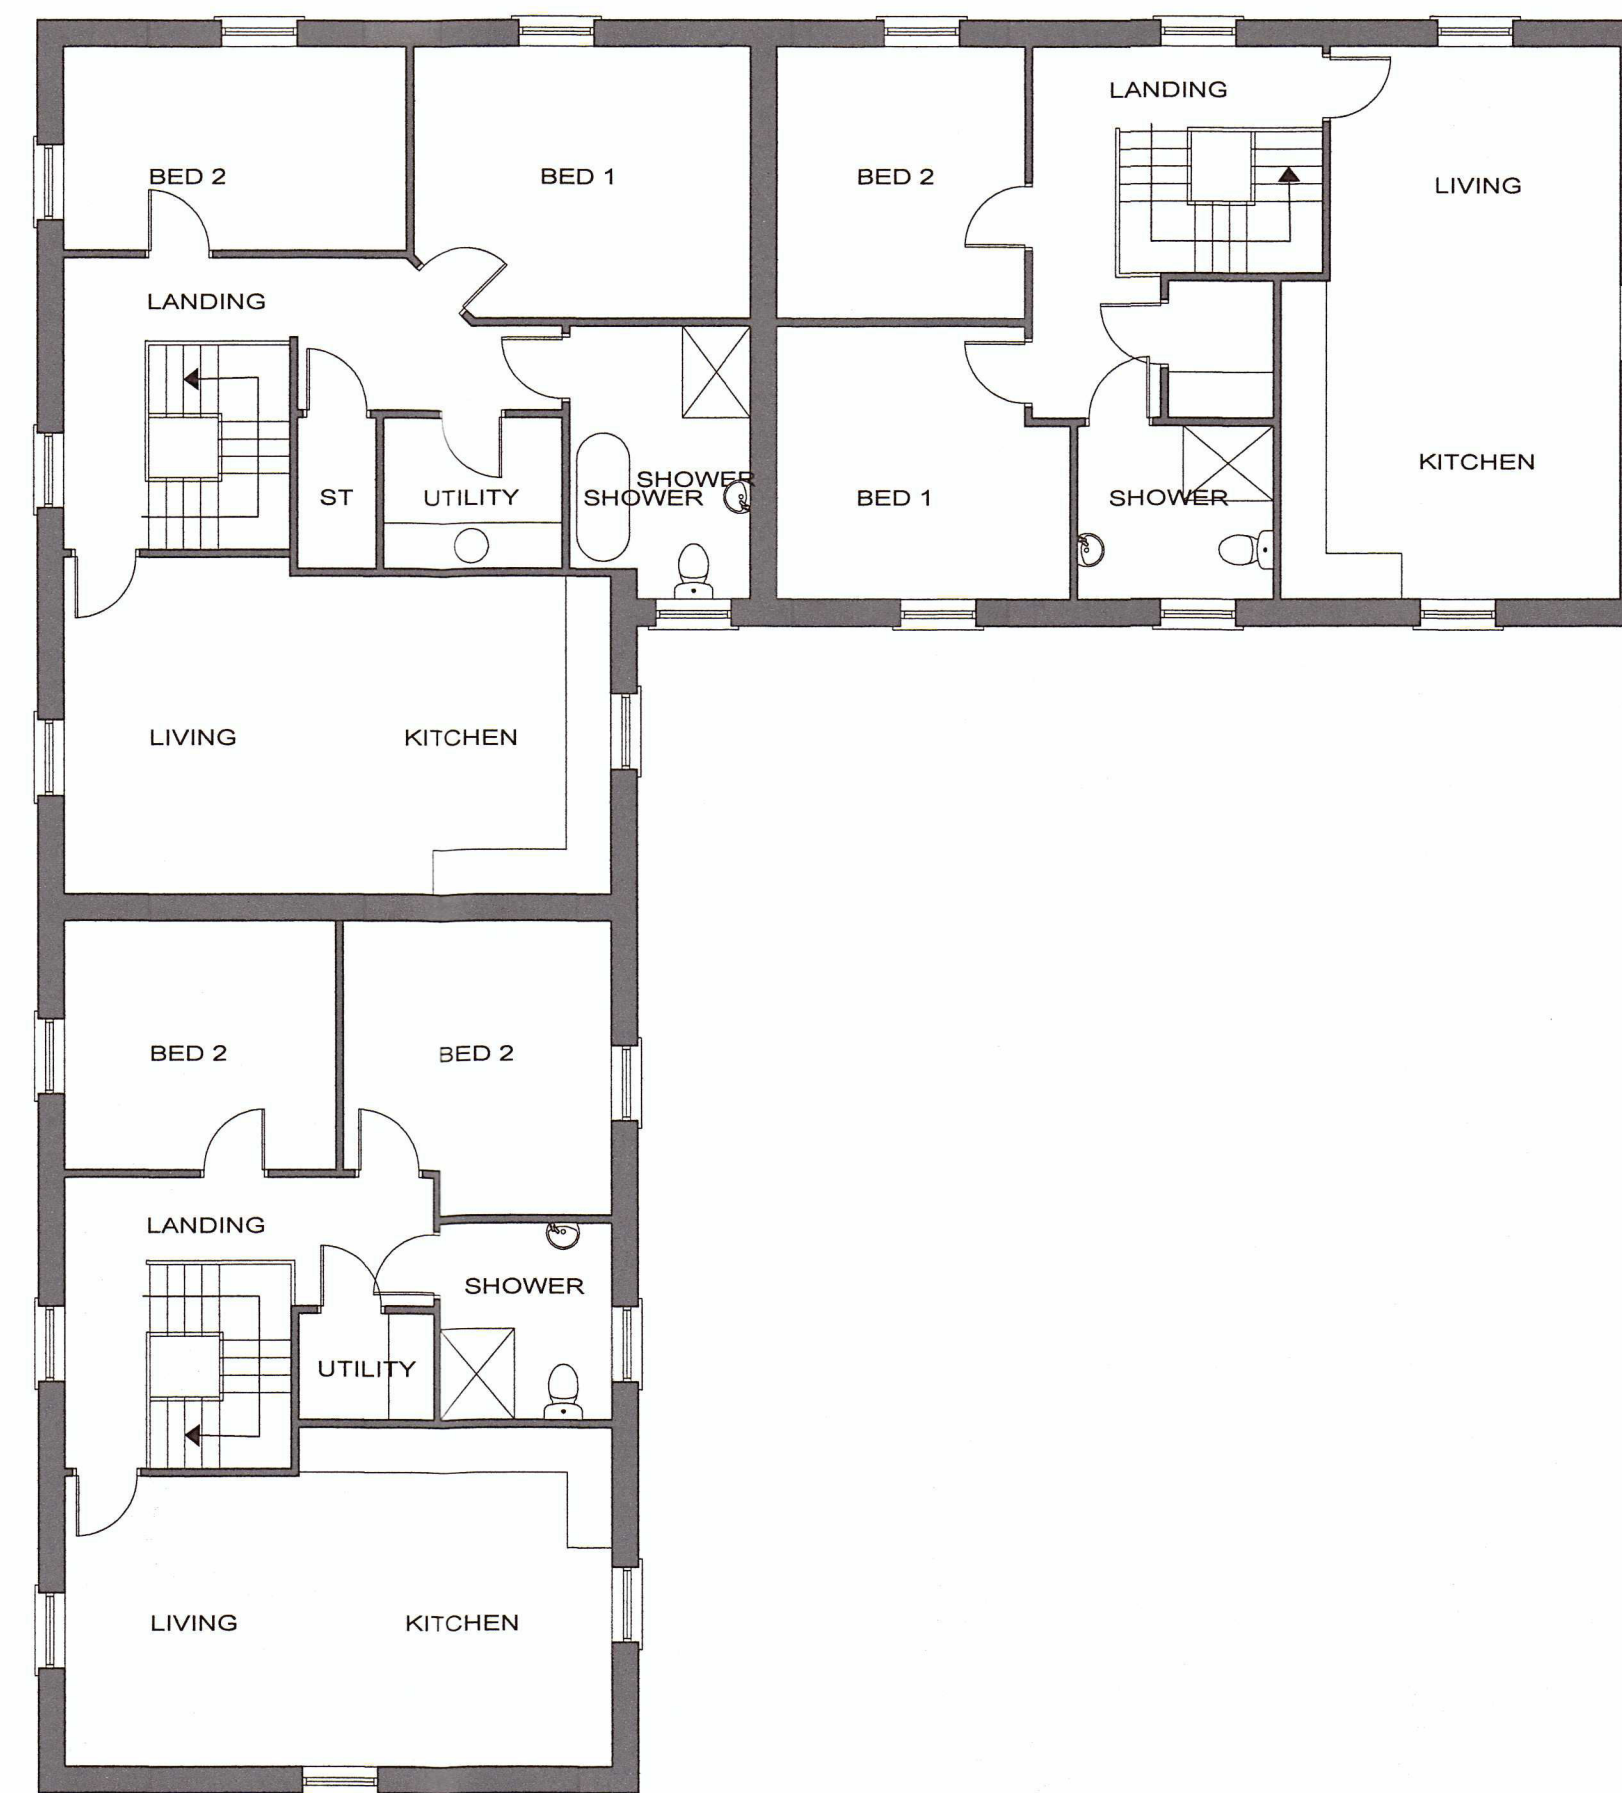 LANDING
BED 2
BED 1
BED 2
LIVING
LANDING
KITCHEN
SHOWER
ST
UTILITY
SHOWER
BED 1
SHOWER
LIVING
KITCHEN
BED 2
BED 2
LANDING
SHOWER
UTILITY
LIVING
KITCHEN